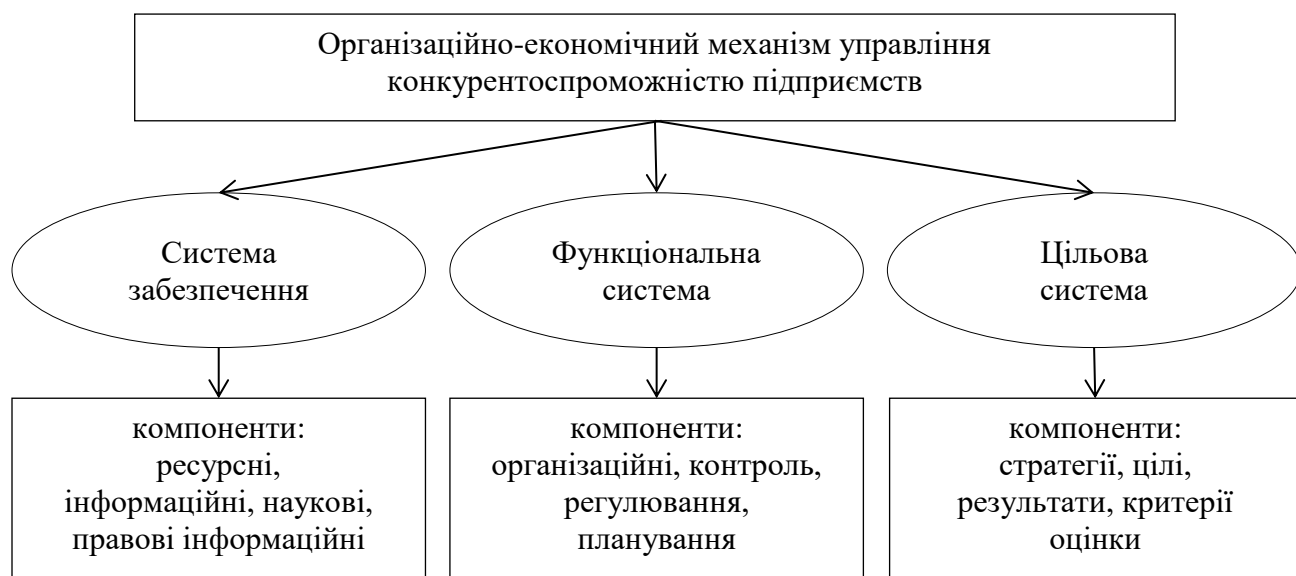 Організаційно-економічний механізм управління
конкурентоспроможністю підприємств
Система
забезпечення
Функціональна
система
Цільова
система
компоненти:
ресурсні,
інформаційні, наукові,
правові інформаційні
компоненти:
організаційні, контроль,
регулювання,
планування
компоненти:
стратегії, цілі,
результати, критерії
оцінки